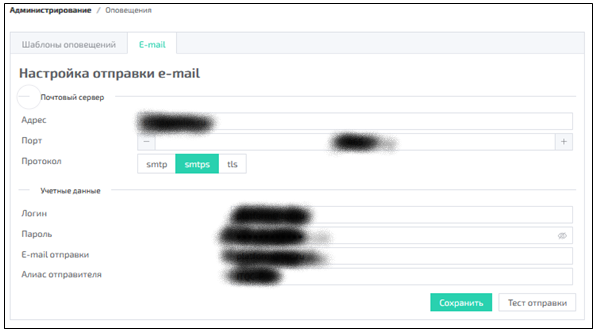 Администрирование / Оповещения
Шаблоны оповещений E-mail
Настройка отправки e-mail
Почтовый сервер
Адрес
Порт − +
Протокол smtp smtps tls
Учетные данные
Логин
Пароль
E-mail отправки
Алиас отправителя
Сохранить Тест отправки